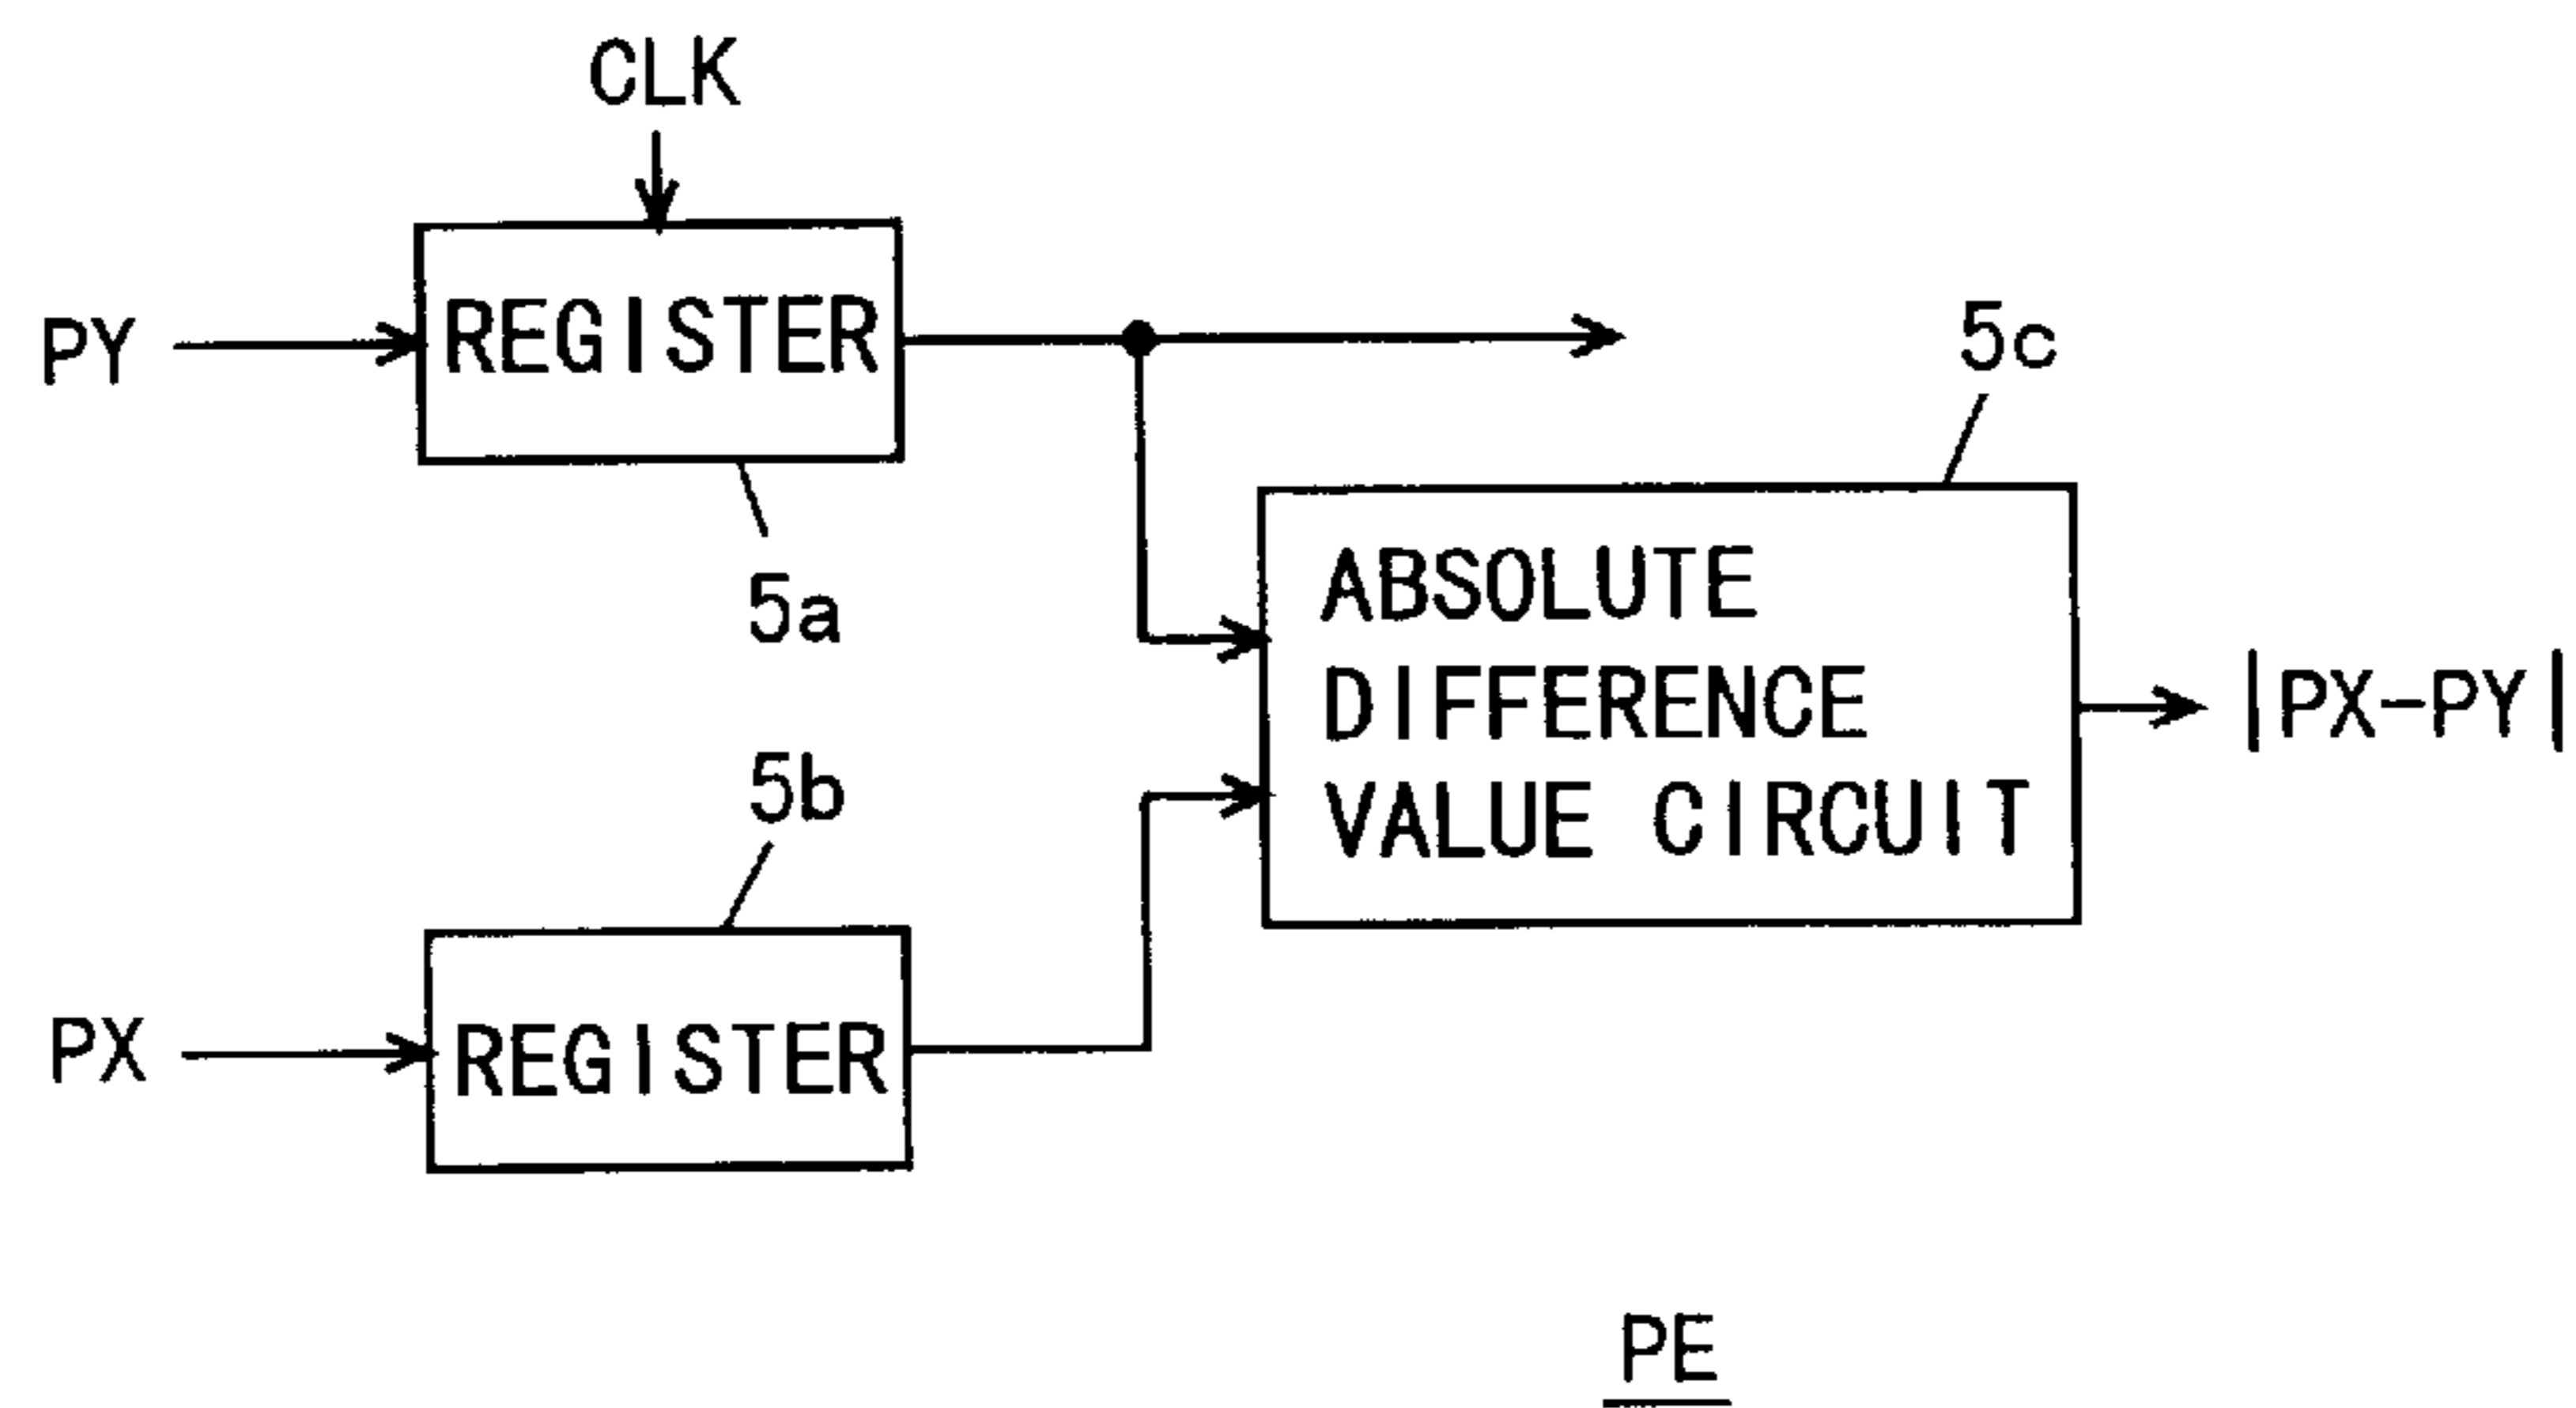 CLK
PY
REGISTER
5a
5c
ABSOLUTE
DIFFERENCE
VALUE CIRCUIT
|PX-PY|
5b
PX
REGISTER
PE